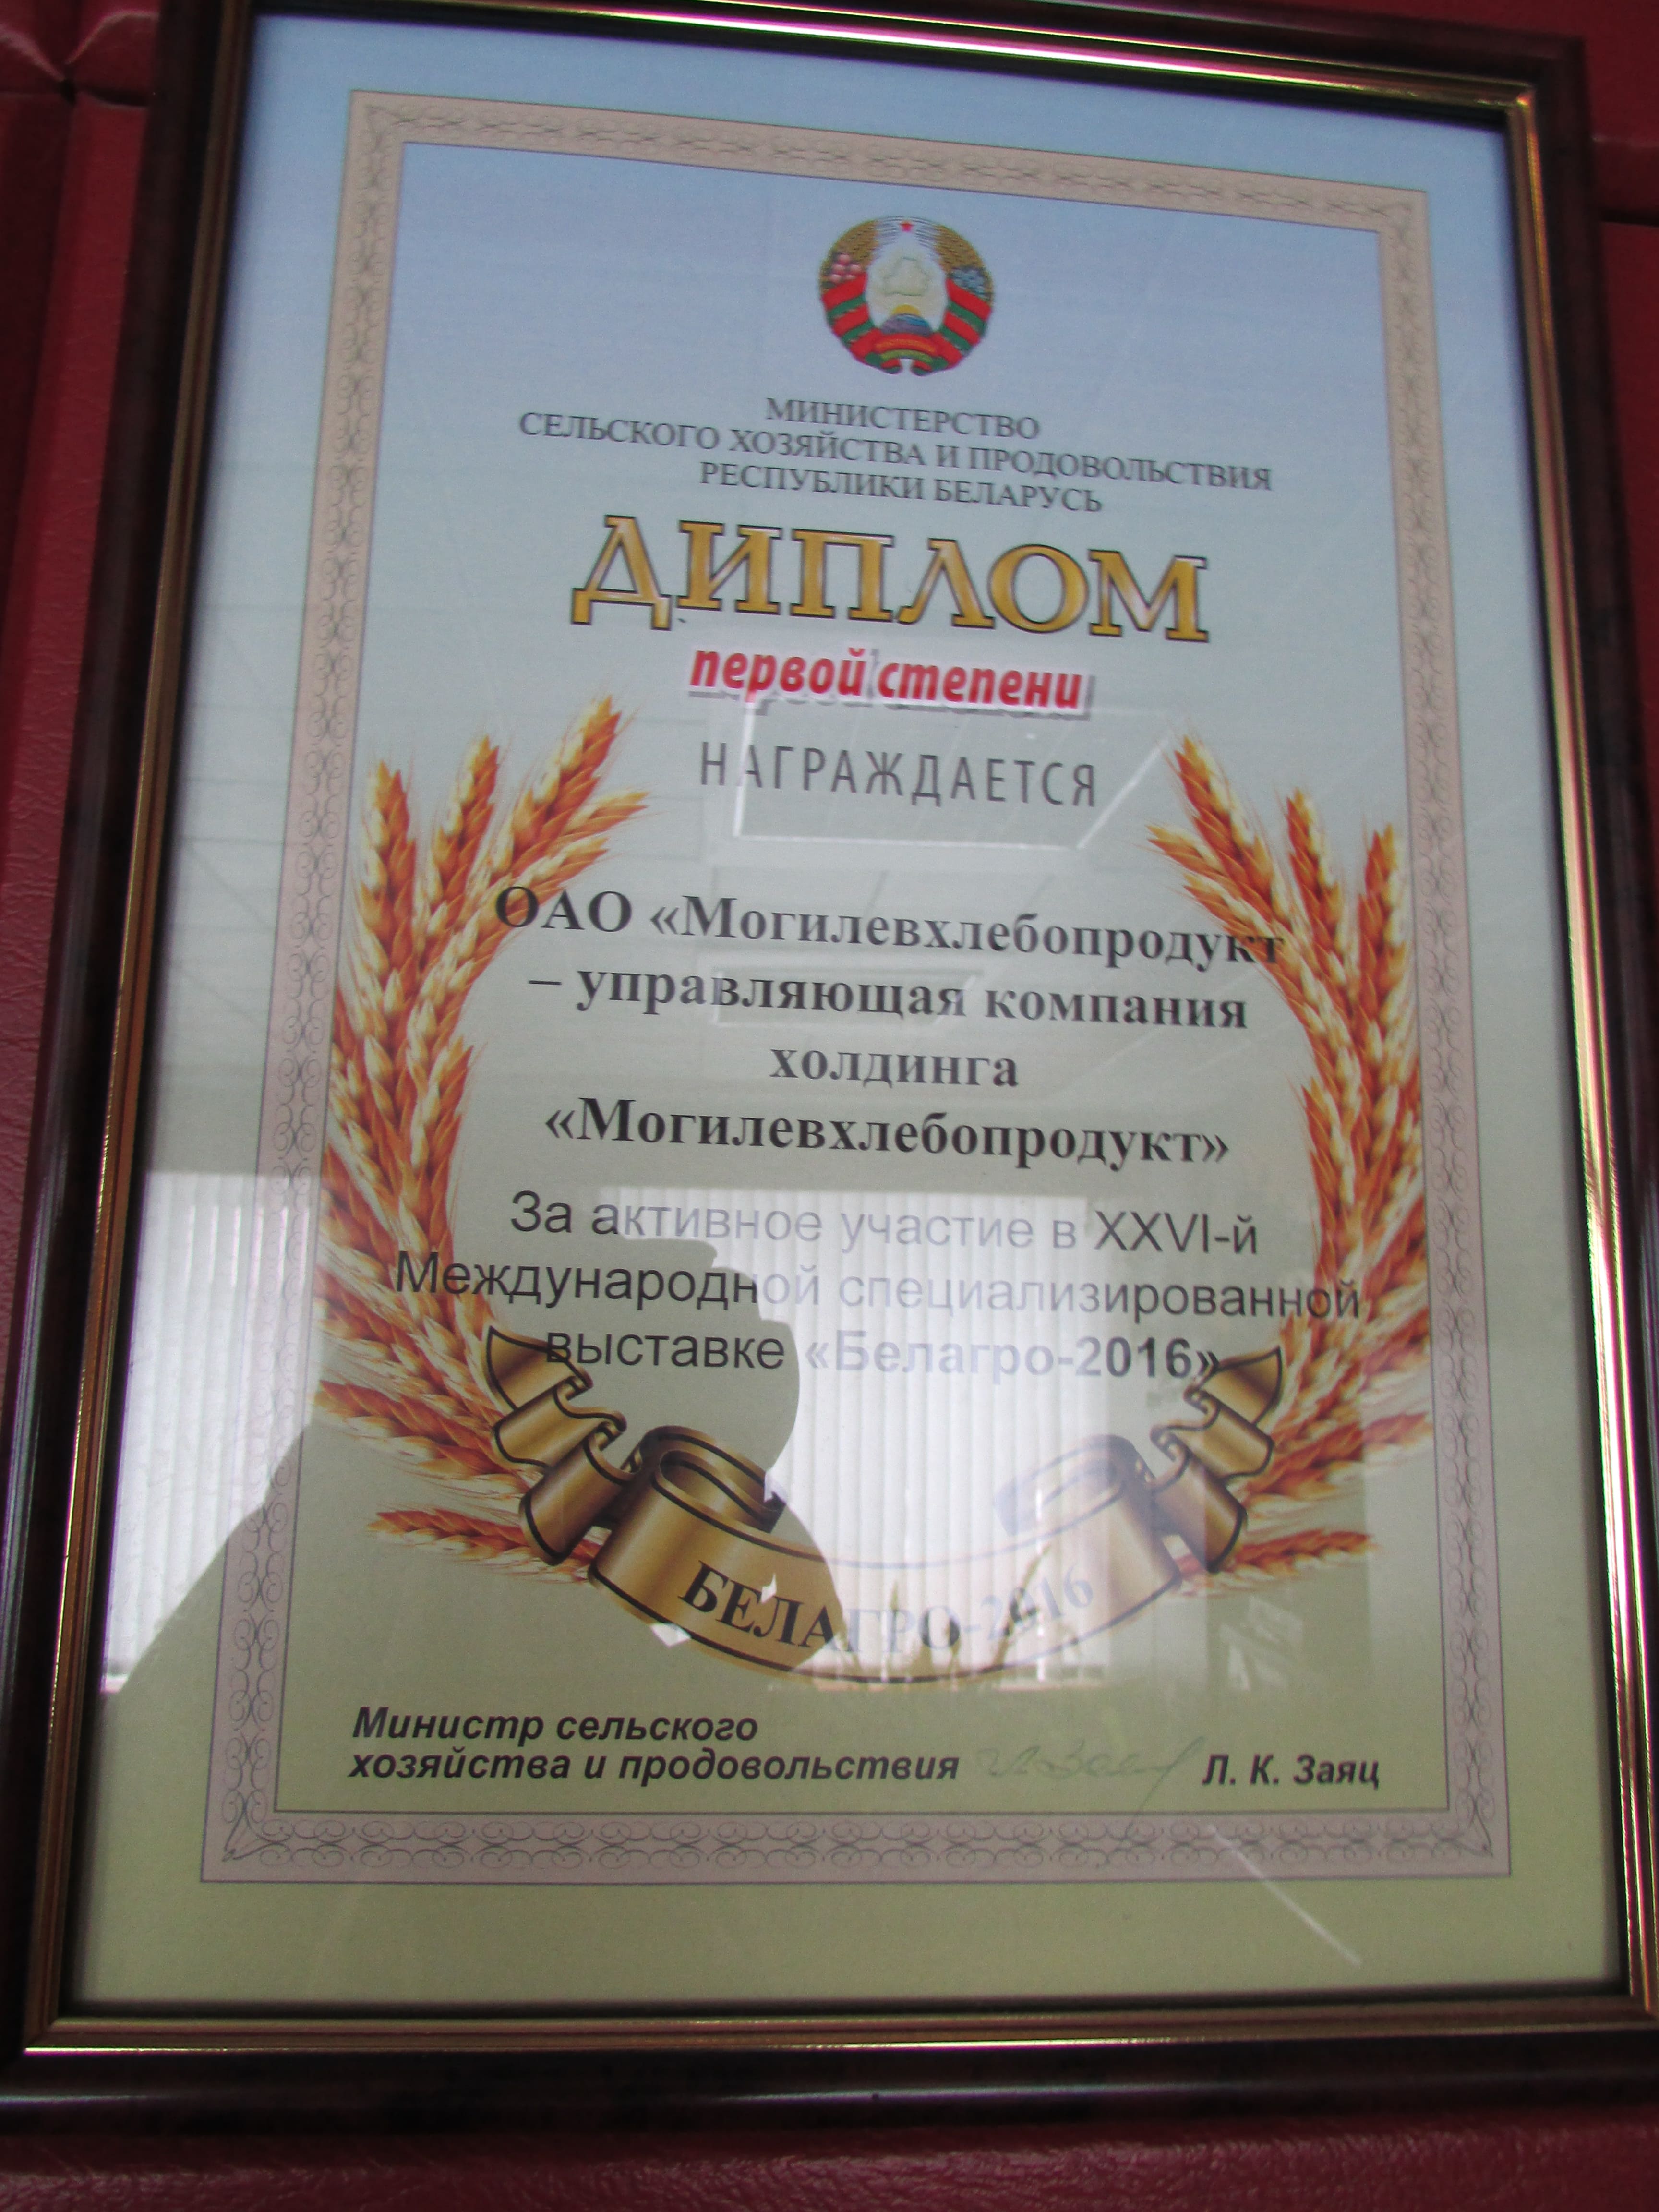 МИНИСТЕРСТВО
СЕЛЬСКОГО ХОЗЯЙСТВА И ПРОДОВОЛЬСТВИЯ
РЕСПУБЛИКИ БЕЛАРУСЬ
ДИПЛОМ
первой степени
НАГРАЖДАЕТСЯ
ОАО «Могилевхлебопродукт
– управляющая компания
холдинга
«Могилевхлебопродукт»
За активное участие в XXVI-й
Международной специализированной
выставке «Белагро-2016»
БЕЛАГРО-2016
Министр сельского
хозяйства и продовольствия Л. К. Заяц